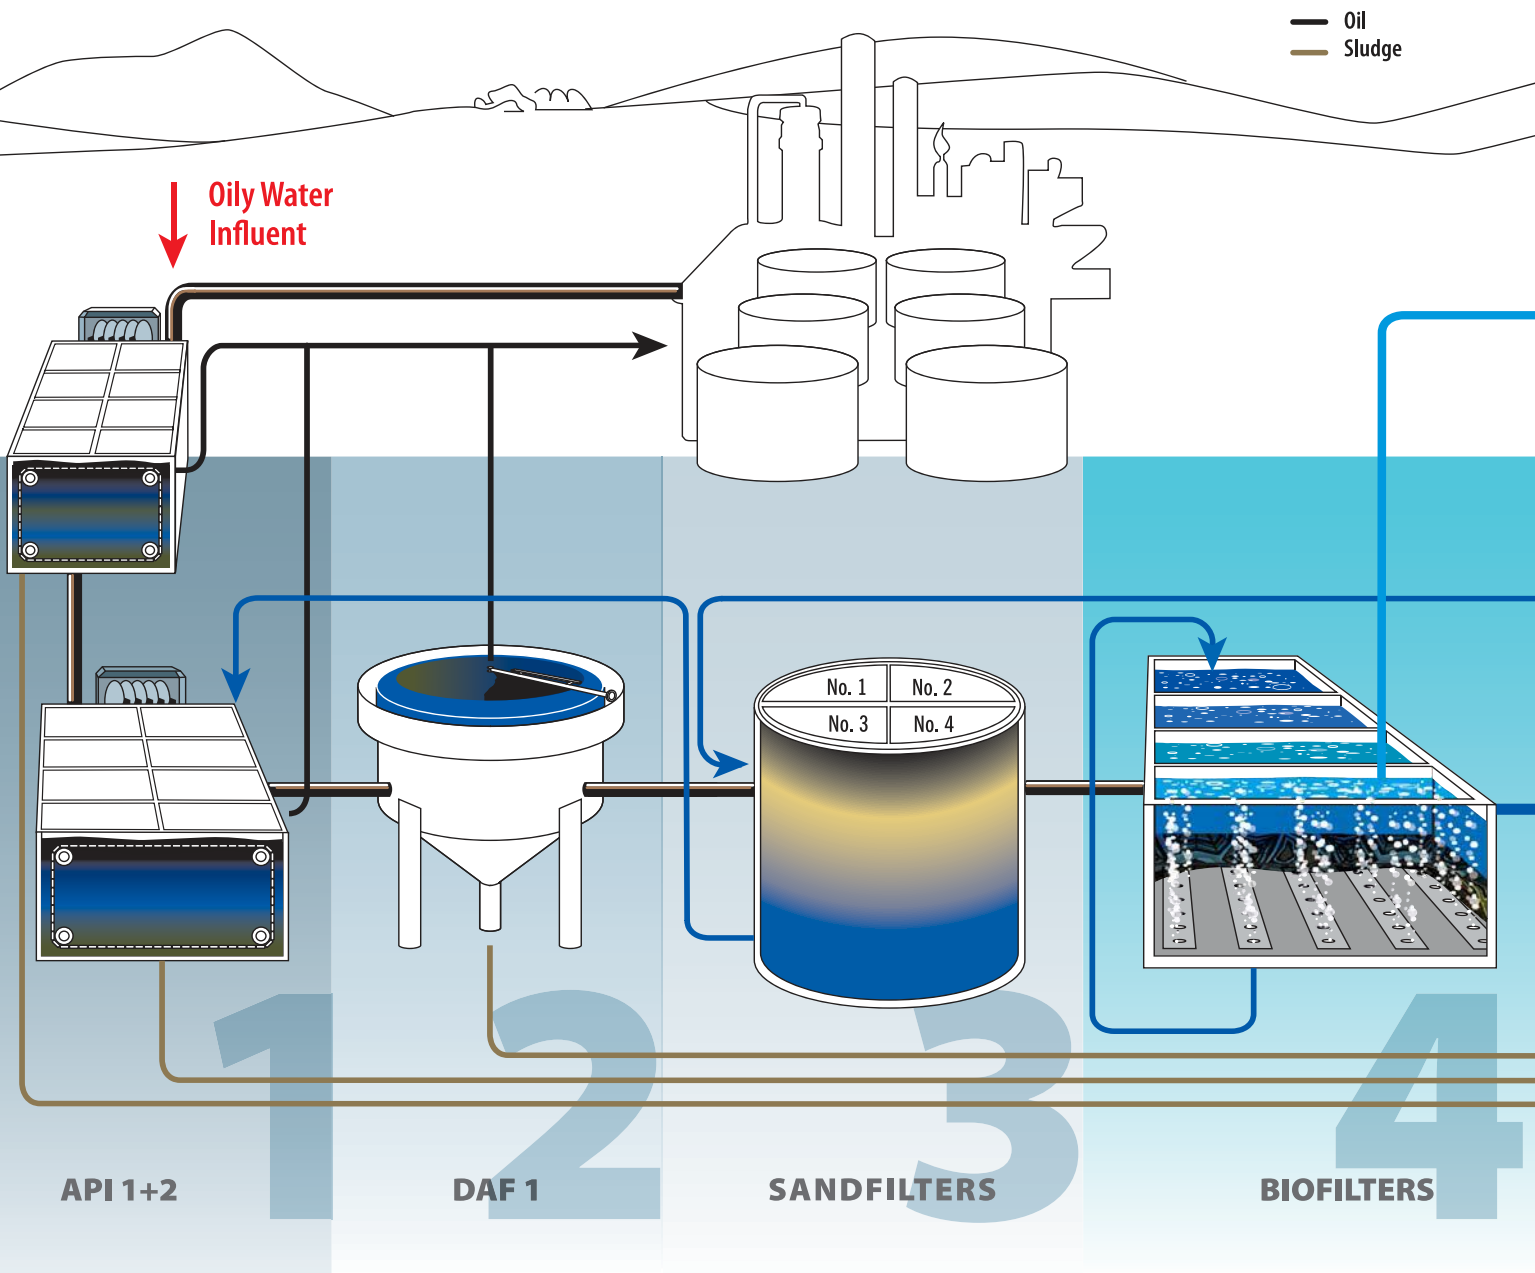 Oil
Sludge
Oily Water
Influent
No. 1
No. 2
No. 3
No. 4
1
2
3
4
API 1+2
DAF 1
SANDFILTERS
BIOFILTERS